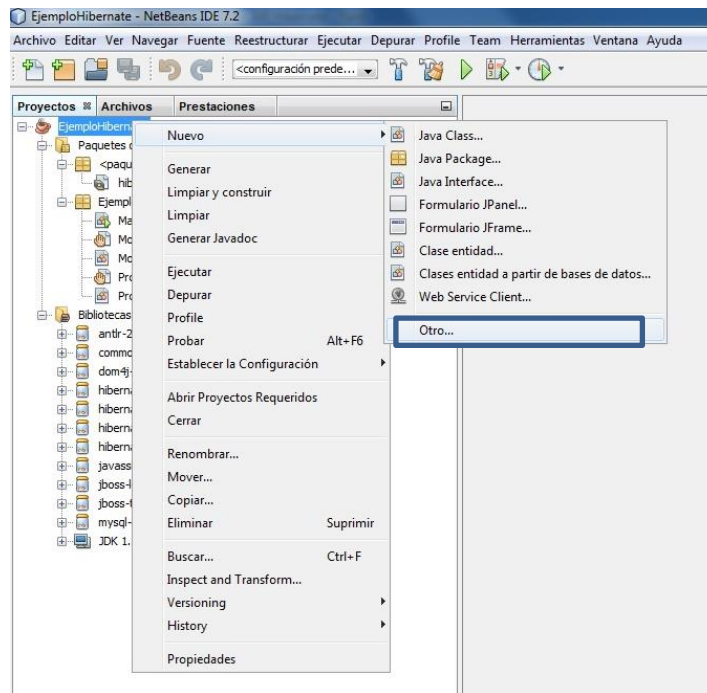 EjemploHibernate - NetBeans IDE 7.2
Archivo Editar Ver Navegar Fuente Reestructurar Ejecutar Depurar Profile Team Herramientas Ventana Ayuda
<configuración prede...
Proyectos Archivos Prestaciones
EjemploHiberna
Paquetes d
<paqu
hib
Ejempl
Ma
Mo
Mo
Pro
Pro
Bibliotecas
antlr-2
commo
dom4j-
hiberna
hiberna
hiberna
hiberna
javass
jboss-l
jboss-t
mysql-
JDK 1.
Nuevo
Generar
Limpiar y construir
Limpiar
Generar Javadoc
Ejecutar
Depurar
Profile
Probar Alt+F6
Establecer la Configuración
Abrir Proyectos Requeridos
Cerrar
Renombrar...
Mover...
Copiar...
Eliminar Suprimir
Buscar... Ctrl+F
Inspect and Transform...
Versioning
History
Propiedades
Java Class...
Java Package...
Java Interface...
Formulario JPanel...
Formulario JFrame...
Clase entidad...
Clases entidad a partir de bases de datos...
Web Service Client...
Otro...